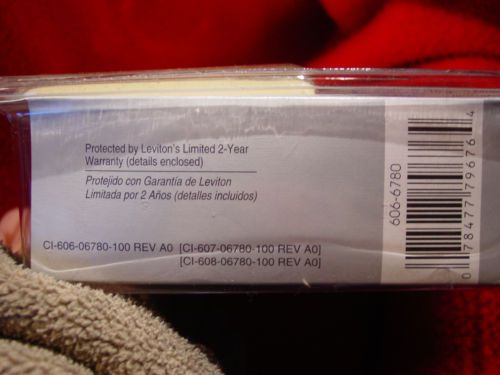 Protected by Leviton's Limited 2-Year
Warranty (details enclosed)
Protejido con Garantía de Leviton
Limitada por 2 Años (detalles incluidos)
CI-606-06780-100 REV A0 [CI-607-06780-100 REV A0]
[CI-608-06780-100 REV A0]
606-6780
0 78477 79676 4